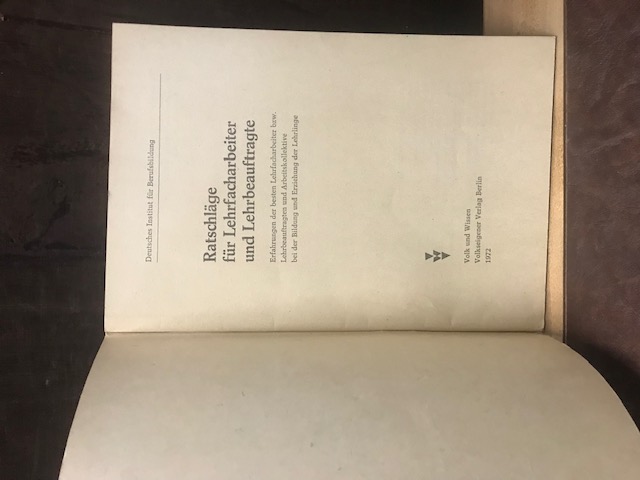 Deutsches Institut für Berufsbildung
Ratschläge
für Lehrfacharbeiter
und Lehrbeauftragte
Erfahrungen der besten Lehrfacharbeiter bzw.
Lehrbeauftragten und Arbeitskollektive
bei der Bildung und Erziehung der Lehrlinge
Volk und Wissen
Volkseigener Verlag Berlin
1972